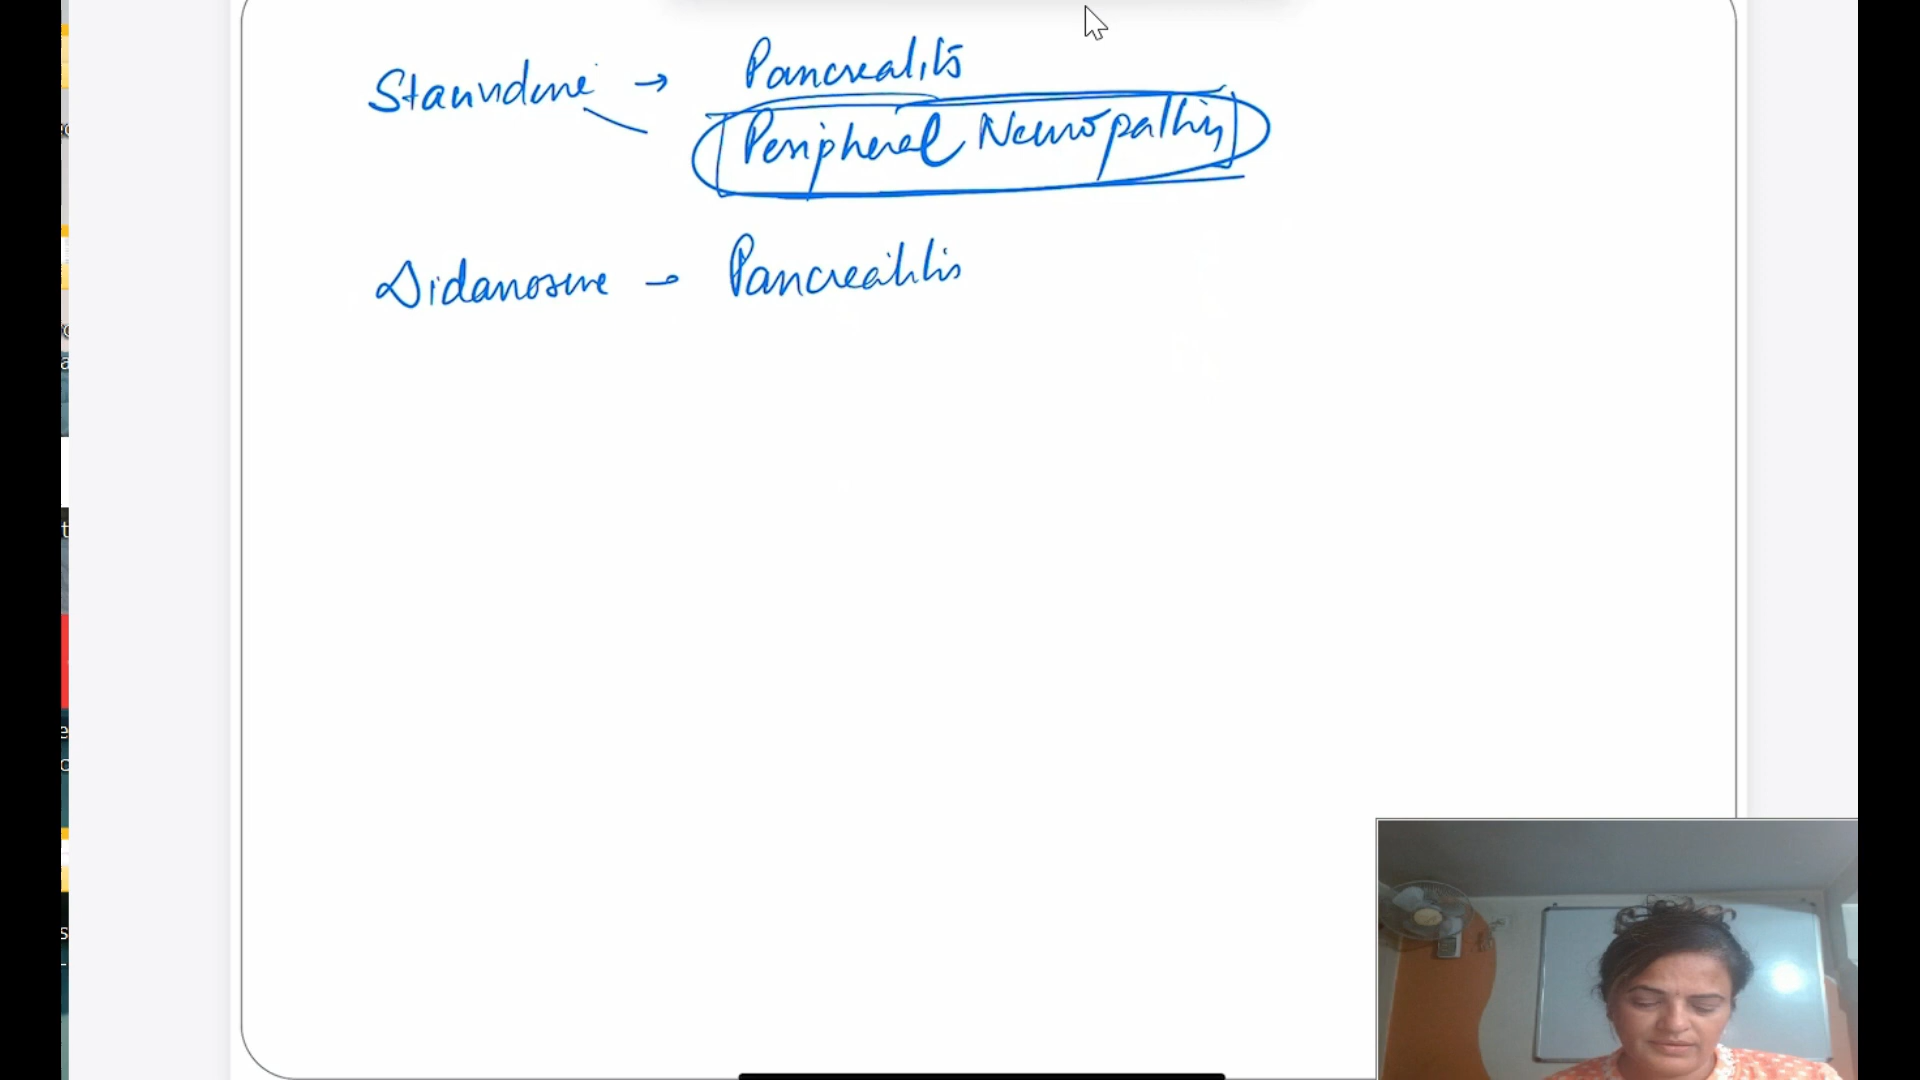 Stavudine → Pancreatitis
Peripheral Neuropathy
Didanosine → Pancreatitis